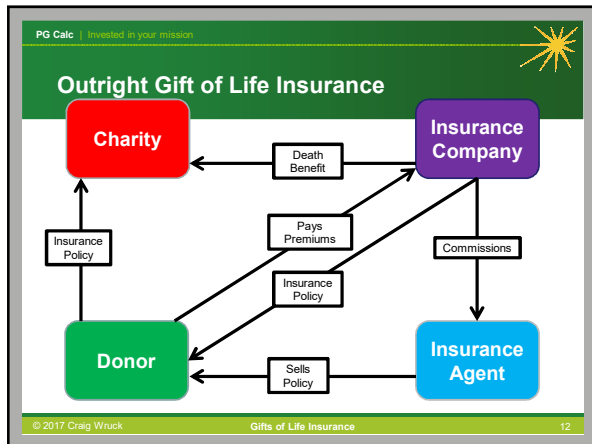 PG Calc | Invested in your mission
Outright Gift of Life Insurance
Charity
Insurance
Company
Death
Benefit
Pays
Premiums
Insurance
Policy
Commissions
Insurance
Policy
Donor
Insurance
Agent
Sells
Policy
© 2017 Craig Wruck
Gifts of Life Insurance
12